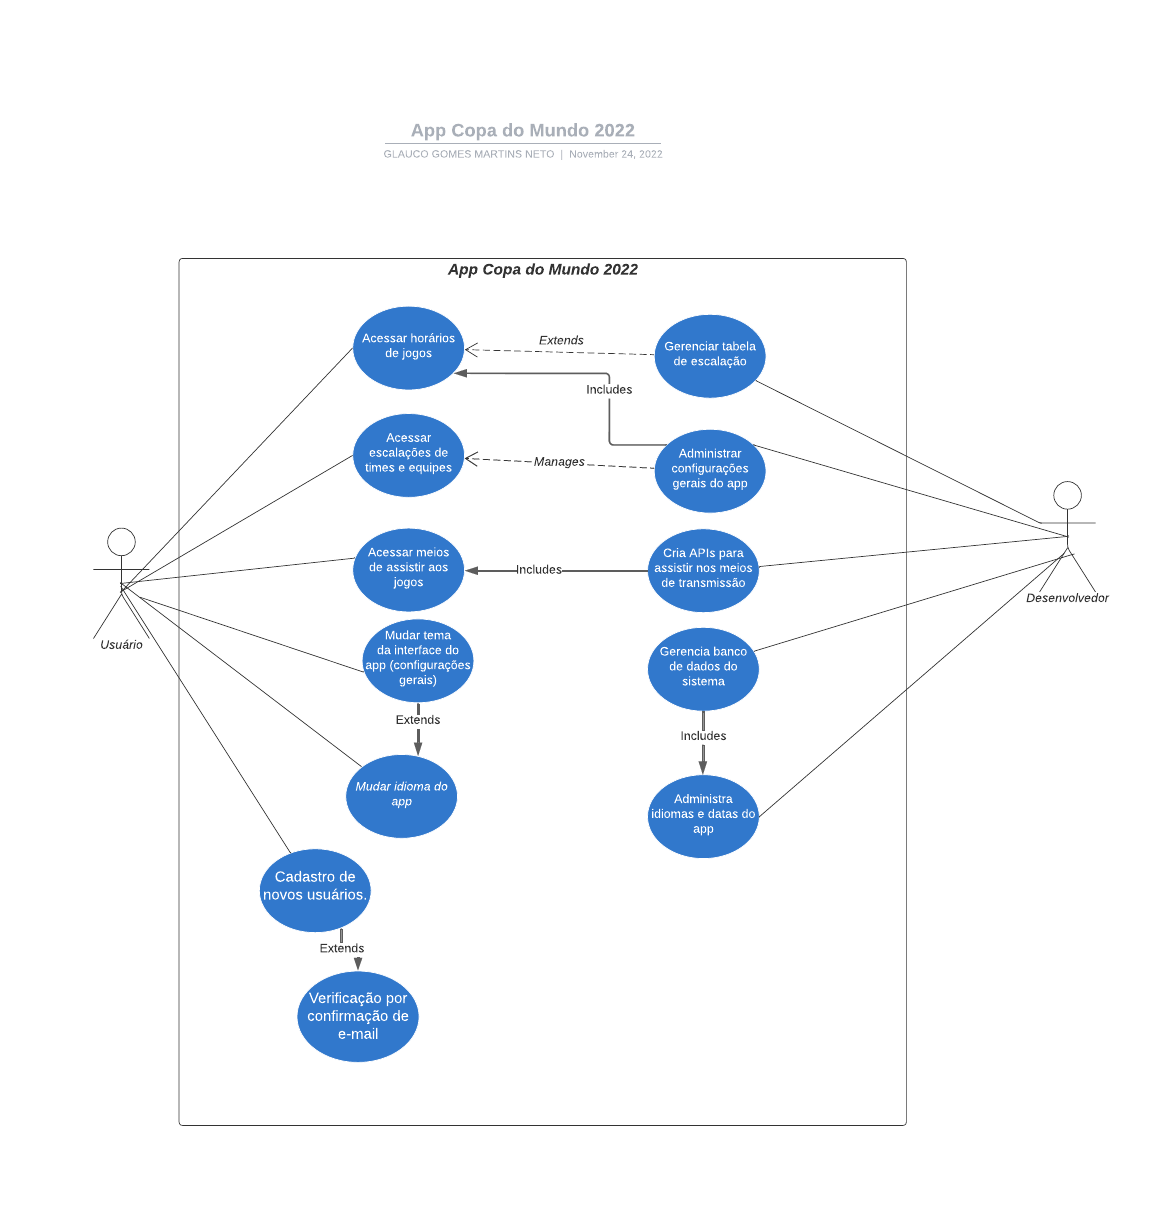 App Copa do Mundo 2022
GLAUCO GOMES MARTINS NETO | November 24, 2022
App Copa do Mundo 2022
Acessar horários
de jogos
Extends
Gerenciar tabela
de escalação
Includes
Acessar
escalações de
times e equipes
Manages
Administrar
configurações
gerais do app
Acessar meios
de assistir aos
jogos
Includes
Cria APIs para
assistir nos meios
de transmissão
Desenvolvedor
Usuário
Mudar tema
da interface do
app (configurações
gerais)
Gerencia banco
de dados do
sistema
Extends
Includes
Mudar idioma do
app
Administra
idiomas e datas do
app
Cadastro de
novos usuários.
Extends
Verificação por
confirmação de
e-mail